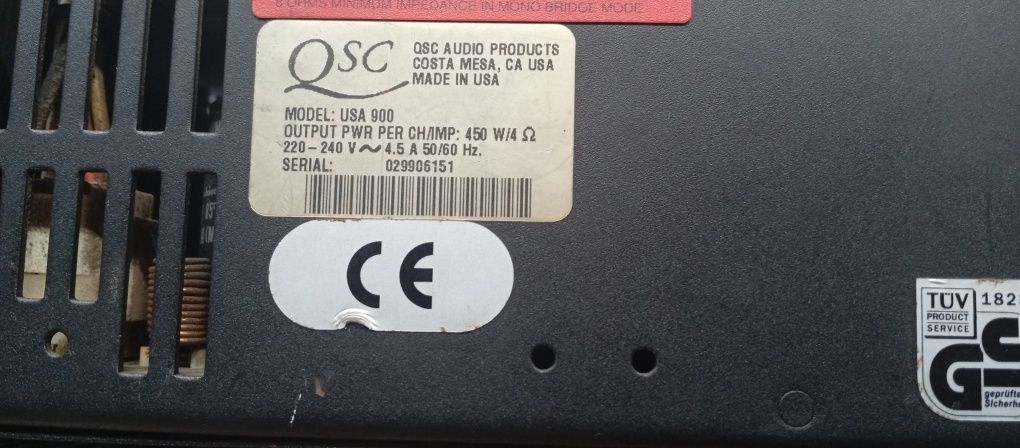 8 OHMS MINIMUM IMPEDANCE IN MONO BRIDGE MODE
QSC
QSC AUDIO PRODUCTS
COSTA MESA, CA USA
MADE IN USA
MODEL: USA 900
OUTPUT PWR PER CH/IMP: 450 W/4 Ω
220-240 V ~ 4.5 A 50/60 Hz.
SERIAL: 029906151
CE
TÜV
PRODUCT
SERVICE
182
GS
geprüfte